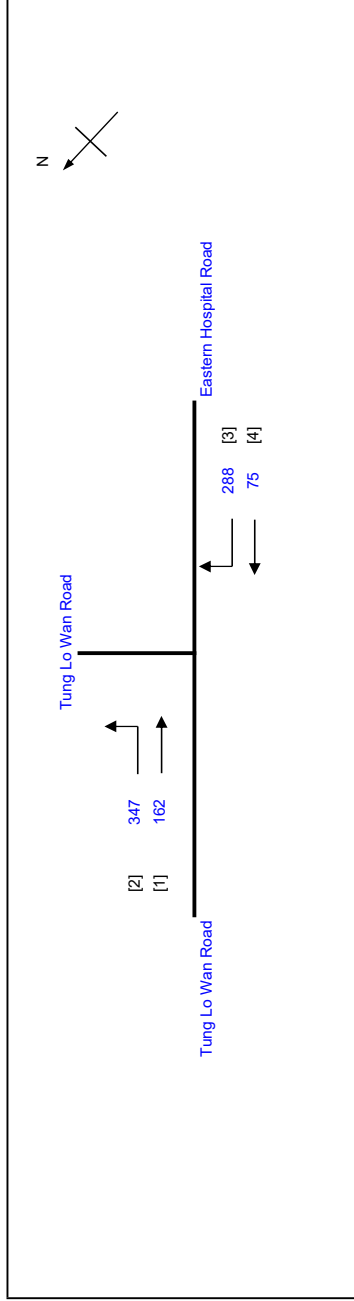 N
Tung Lo Wan Road
[2] 347
[1] 162
Tung Lo Wan Road
Eastern Hospital Road
288 [3]
75 [4]